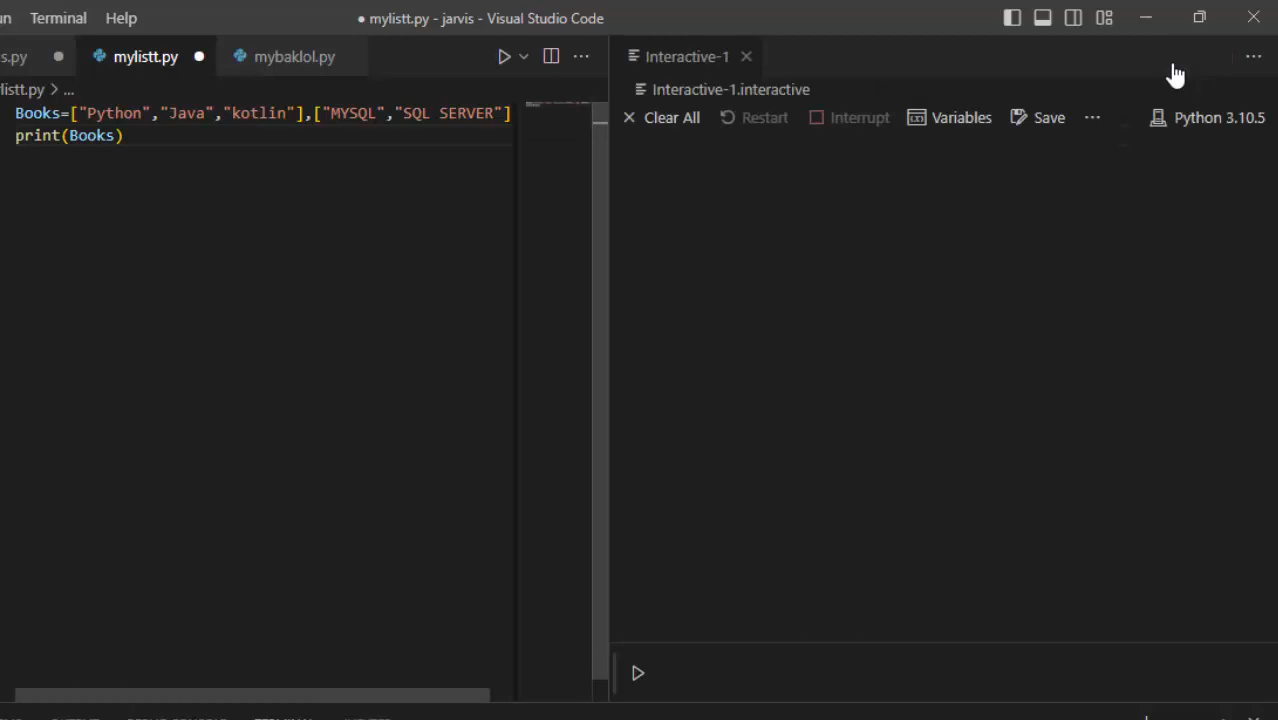 un Terminal Help ● mylistt.py - jarvis - Visual Studio Code
s.py mylistt.py mybaklol.py Interactive-1
listt.py > ... Interactive-1.interactive
Books=["Python","Java","kotlin"],["MYSQL","SQL SERVER"] Clear All Restart Interrupt Variables Save ... Python 3.10.5
print(Books)